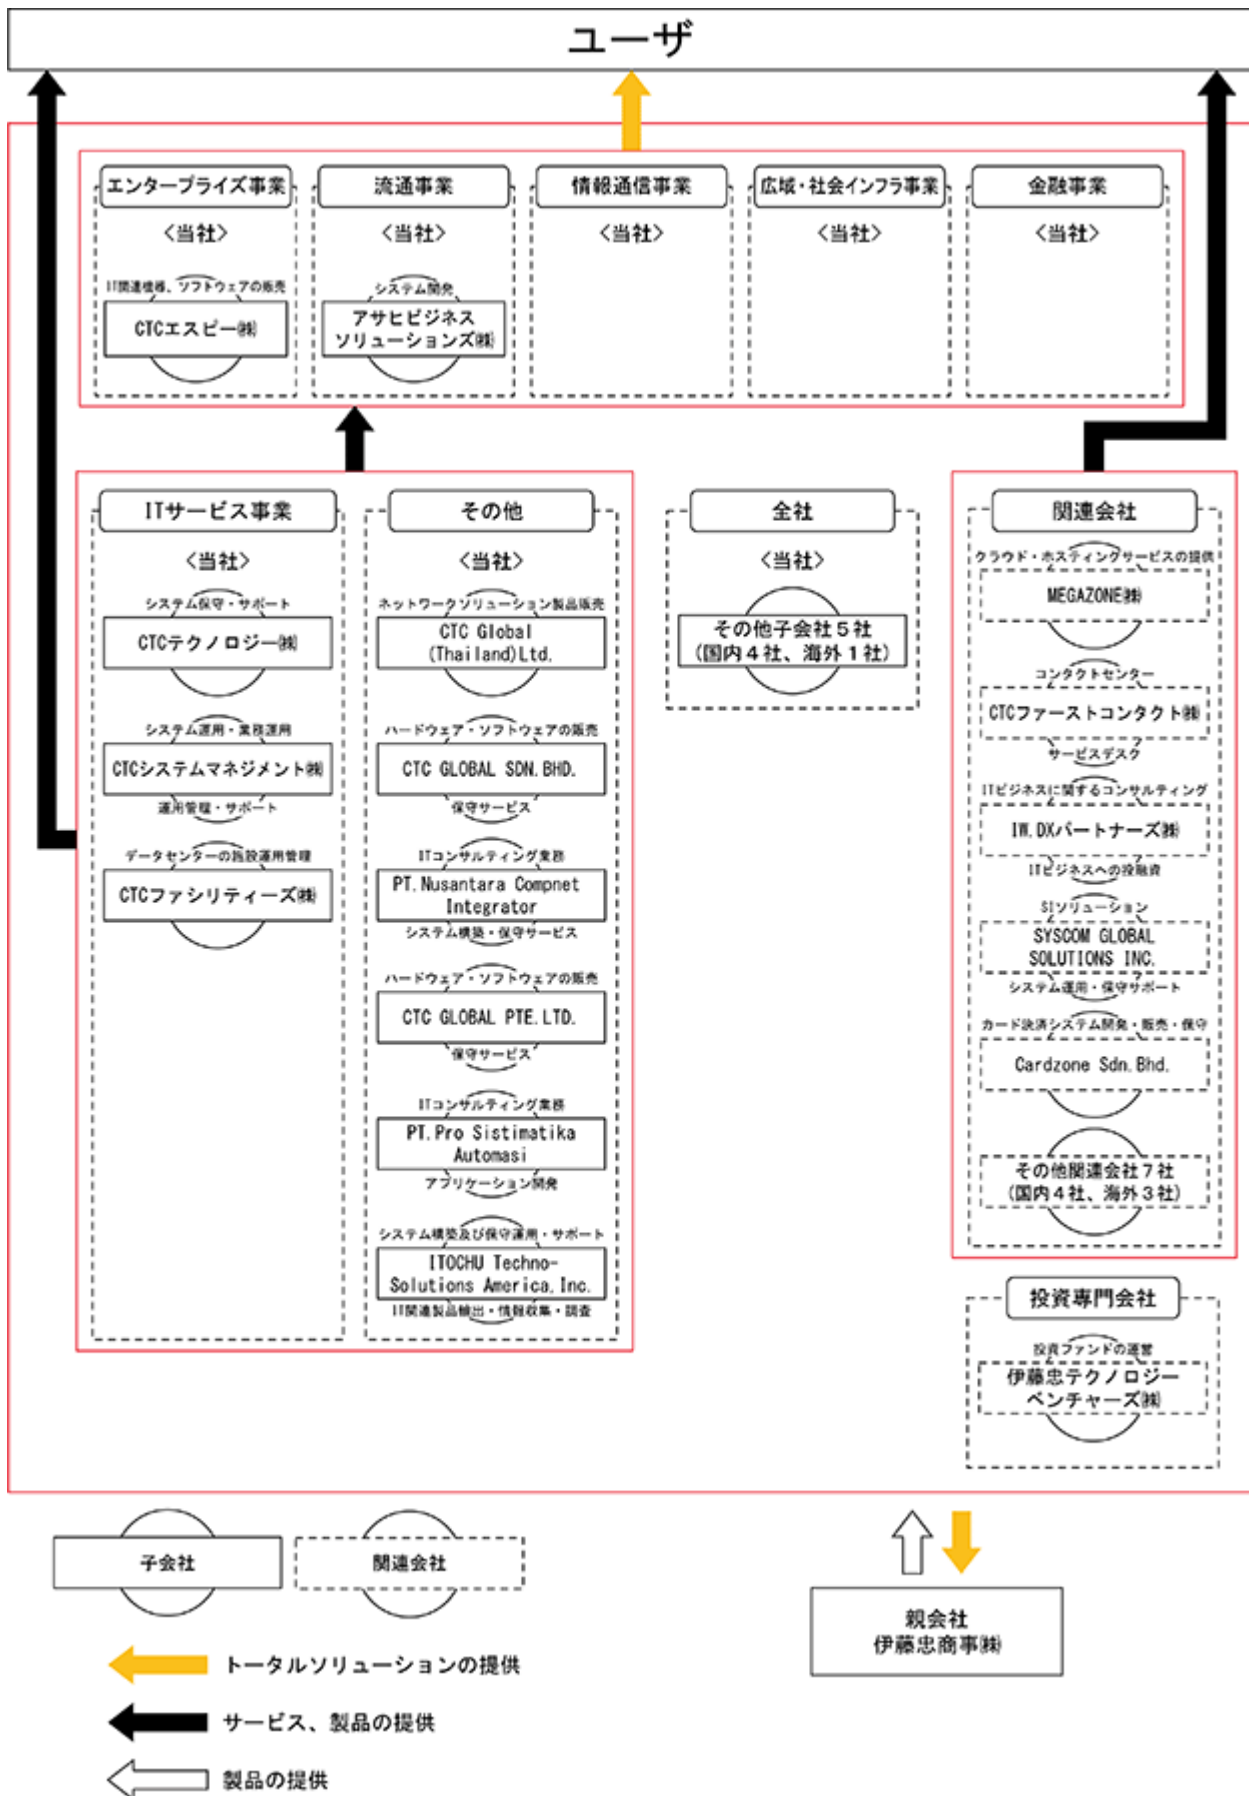 ユーザ
エンタープライズ事業
<当社>
IT関連機器、ソフトウェアの販売
CTCエスピー㈱
流通事業
<当社>
システム開発
アサヒビジネス
ソリューションズ㈱
情報通信事業
<当社>
広域・社会インフラ事業
<当社>
金融事業
<当社>
ITサービス事業
<当社>
システム保守・サポート
CTCテクノロジー㈱
システム運用・業務運用
CTCシステムマネジメント㈱
運用管理・サポート
データセンターの施設運用管理
CTCファシリティーズ㈱
その他
<当社>
ネットワークソリューション製品販売
CTC Global
(Thailand)Ltd.
ハードウェア・ソフトウェアの販売
CTC GLOBAL SDN.BHD.
保守サービス
ITコンサルティング業務
PT.Nusantara Compnet
Integrator
システム構築・保守サービス
ハードウェア・ソフトウェアの販売
CTC GLOBAL PTE.LTD.
保守サービス
ITコンサルティング業務
PT.Pro Sistimatika
Automasi
アプリケーション開発
システム構築及び保守運用・サポート
ITOCHU Techno-
Solutions America,Inc.
IT関連製品輸出・情報収集・調査
全社
<当社>
その他子会社5社
(国内4社、海外1社)
関連会社
クラウド・ホスティングサービスの提供
MEGAZONE㈱
コンタクトセンター
CTCファーストコンタクト㈱
サービスデスク
ITビジネスに関するコンサルティング
IW.DXパートナーズ㈱
ITビジネスへの投融資
SIソリューション
SYSCOM GLOBAL
SOLUTIONS INC.
システム運用・保守サポート
カード決済システム開発・販売・保守
Cardzone Sdn.Bhd.
その他関連会社7社
(国内4社、海外3社)
投資専門会社
投資ファンドの運営
伊藤忠テクノロジー
ベンチャーズ㈱
子会社
関連会社
トータルソリューションの提供
サービス、製品の提供
製品の提供
親会社
伊藤忠商事㈱